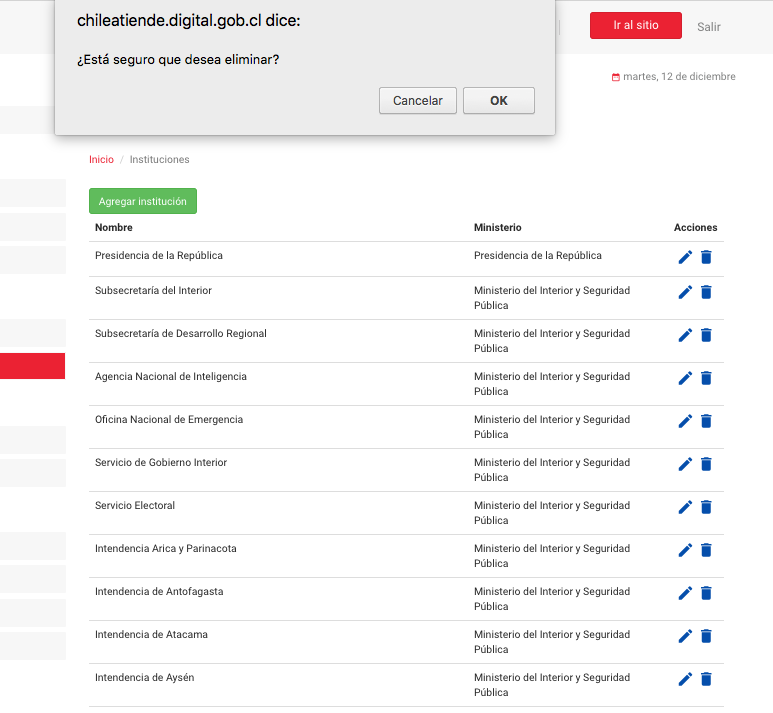 chileatiende.digital.gob.cl dice:
¿Está seguro que desea eliminar?
Cancelar
OK
Ir al sitio
Salir
martes, 12 de diciembre
Inicio / Instituciones
Agregar institución
Nombre Ministerio Acciones
Presidencia de la República Presidencia de la República
Subsecretaría del Interior Ministerio del Interior y Seguridad
Pública
Subsecretaría de Desarrollo Regional Ministerio del Interior y Seguridad
Pública
Agencia Nacional de Inteligencia Ministerio del Interior y Seguridad
Pública
Oficina Nacional de Emergencia Ministerio del Interior y Seguridad
Pública
Servicio de Gobierno Interior Ministerio del Interior y Seguridad
Pública
Servicio Electoral Ministerio del Interior y Seguridad
Pública
Intendencia Arica y Parinacota Ministerio del Interior y Seguridad
Pública
Intendencia de Antofagasta Ministerio del Interior y Seguridad
Pública
Intendencia de Atacama Ministerio del Interior y Seguridad
Pública
Intendencia de Aysén Ministerio del Interior y Seguridad
Pública